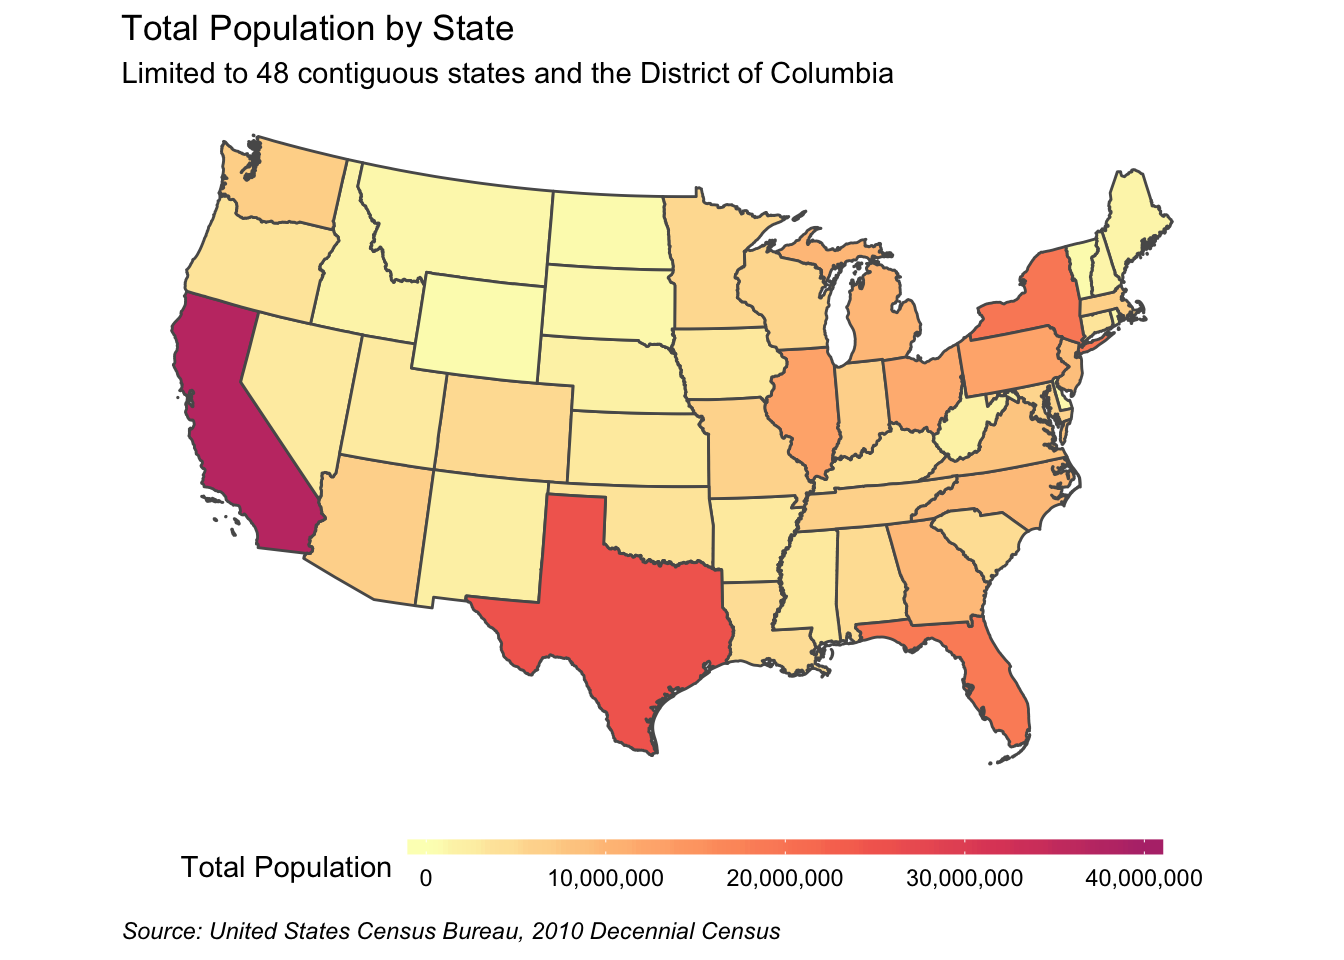 Total Population by State
Limited to 48 contiguous states and the District of Columbia
Total Population
0 10,000,000 20,000,000 30,000,000 40,000,000
Source: United States Census Bureau, 2010 Decennial Census